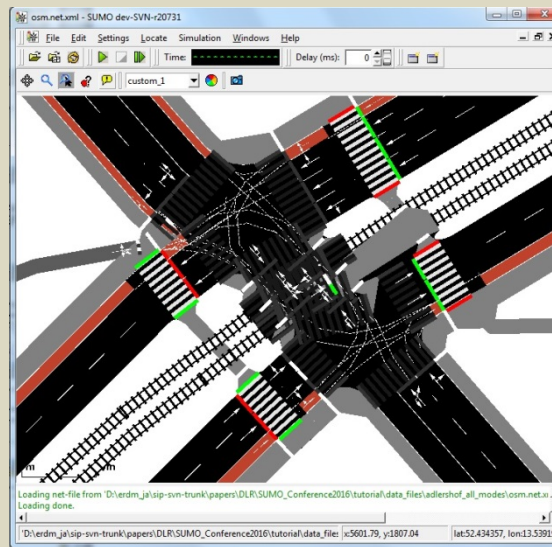 osm.net.xml - SUMO dev-SVN-r20731
File Edit Settings Locate Simulation Windows Help
Time: Delay (ms): 0
custom_1
m
Loading net-file from 'D:\erdm_ja\sip-svn-trunk\papers\DLR\SUMO_Conference2016\tutorial\data_files\adlershof_all_modes\osm.net.x
Loading done.
'D:\erdm_ja\sip-svn-trunk\papers\DLR\SUMO_Conference2016\tutorial\data_file: x:5601.79, y:1807.04 lat:52.434357, lon:13.5391